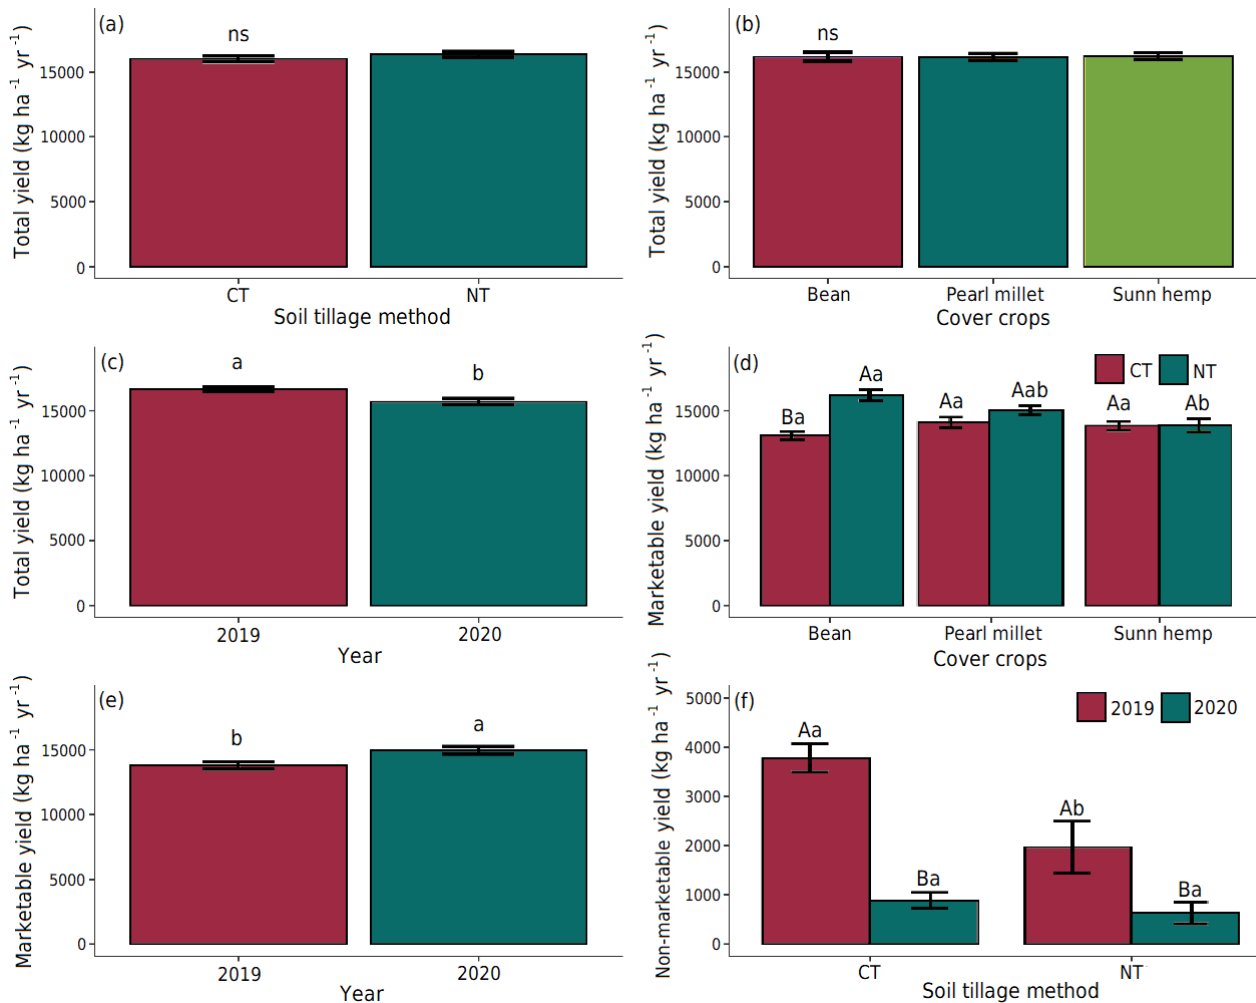 (a)
ns
Total yield (kg ha⁻¹ yr⁻¹)
15000
10000
5000
0
CT NT
Soil tillage method
(b)
ns
Total yield (kg ha⁻¹ yr⁻¹)
15000
10000
5000
0
Bean Pearl millet Sunn hemp
Cover crops
(c)
a
b
Total yield (kg ha⁻¹ yr⁻¹)
15000
10000
5000
0
2019 2020
Year
(d)
CT NT
Ba Aa Aa Aab Aa Ab
Marketable yield (kg ha⁻¹ yr⁻¹)
15000
10000
5000
0
Bean Pearl millet Sunn hemp
Cover crops
(e)
b
a
Marketable yield (kg ha⁻¹ yr⁻¹)
15000
10000
5000
0
2019 2020
Year
(f)
2019 2020
Aa Ba Ab Ba
Non-marketable yield (kg ha⁻¹ yr⁻¹)
5000
4000
3000
2000
1000
0
CT NT
Soil tillage method